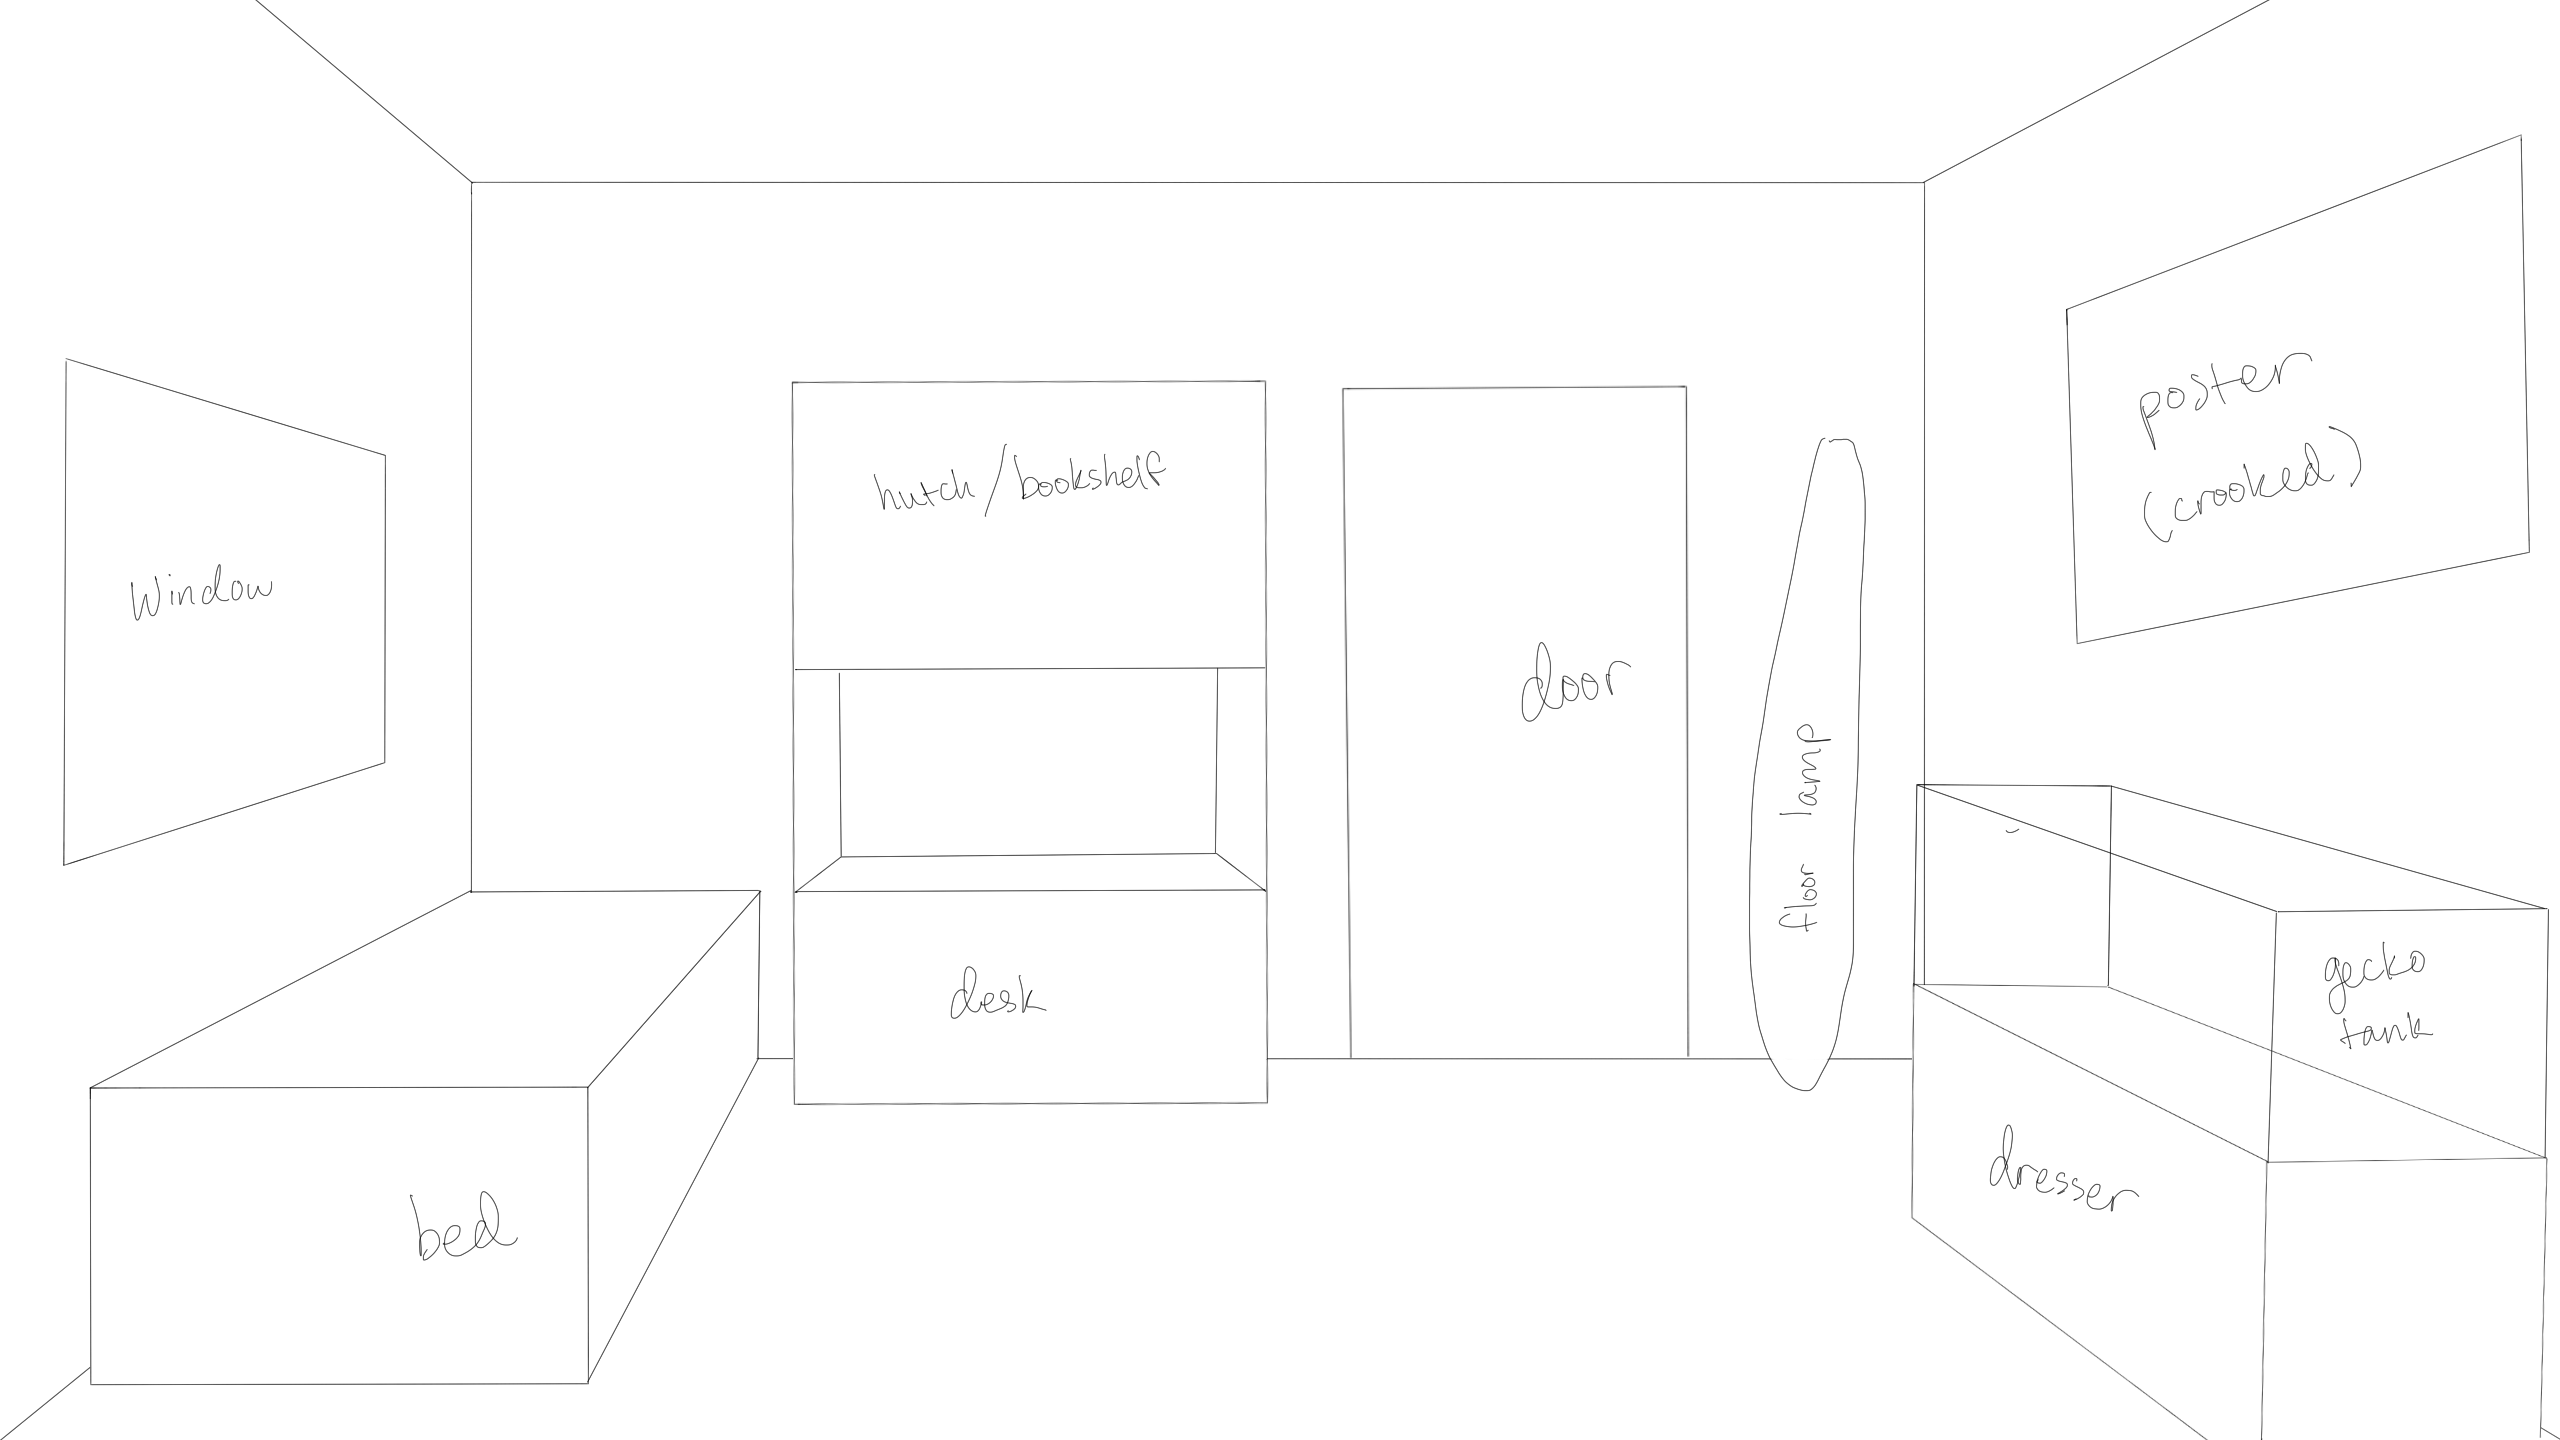 Window
hutch/bookshelf
door
floor lamp
poster
(crooked)
desk
gecko
tank
dresser
bed